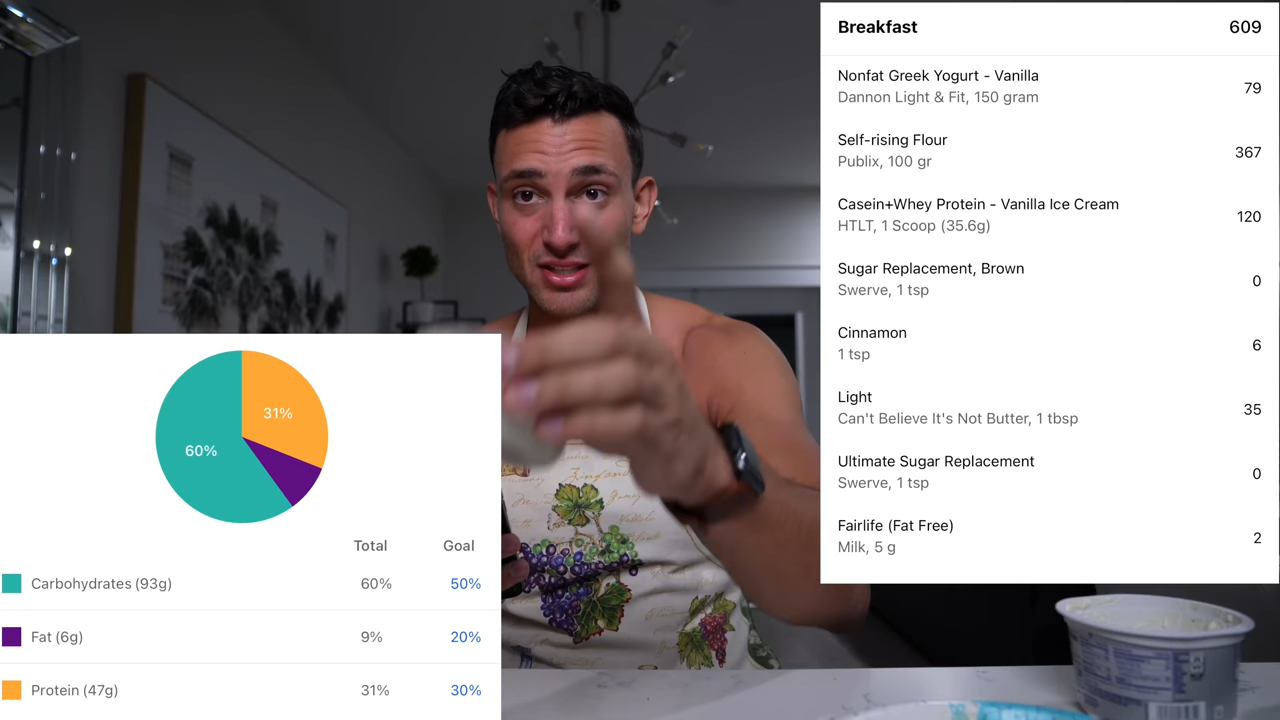 Breakfast 609
Nonfat Greek Yogurt - Vanilla
Dannon Light & Fit, 150 gram 79
Self-rising Flour
Publix, 100 gr 367
Casein+Whey Protein - Vanilla Ice Cream
HTLT, 1 Scoop (35.6g) 120
Sugar Replacement, Brown
Swerve, 1 tsp 0
Cinnamon
1 tsp 6
Light
Can't Believe It's Not Butter, 1 tbsp 35
Ultimate Sugar Replacement
Swerve, 1 tsp 0
Fairlife (Fat Free)
Milk, 5 g 2
31%
60%
Total Goal
Carbohydrates (93g) 60% 50%
Fat (6g) 9% 20%
Protein (47g) 31% 30%